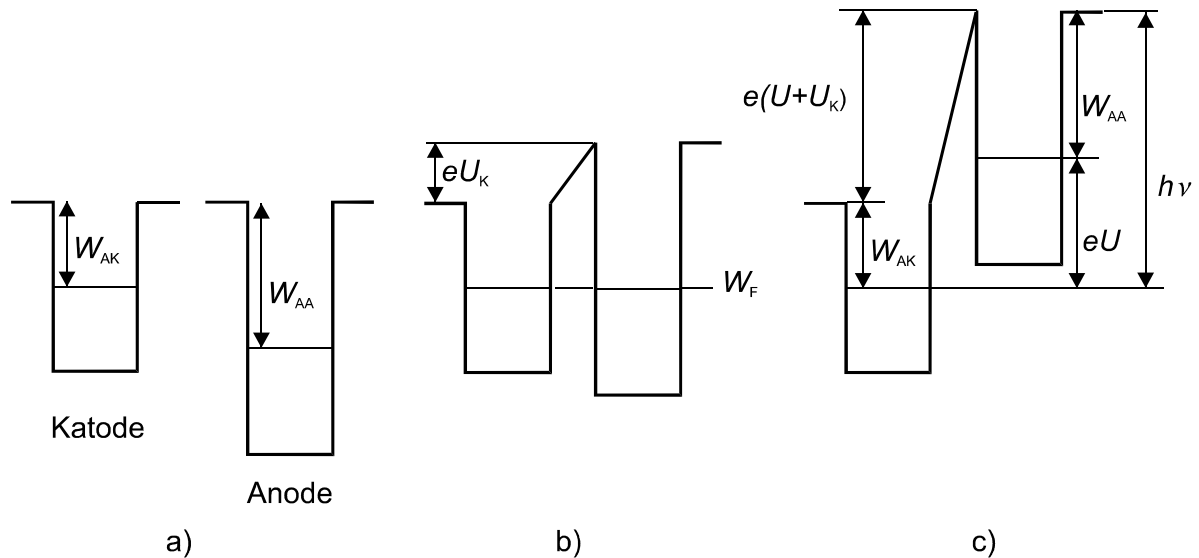 W_AK
W_AA
Katode
Anode
a)
eU_K
W_F
b)
e(U+U_K)
W_AK
W_AA
eU
hν
c)